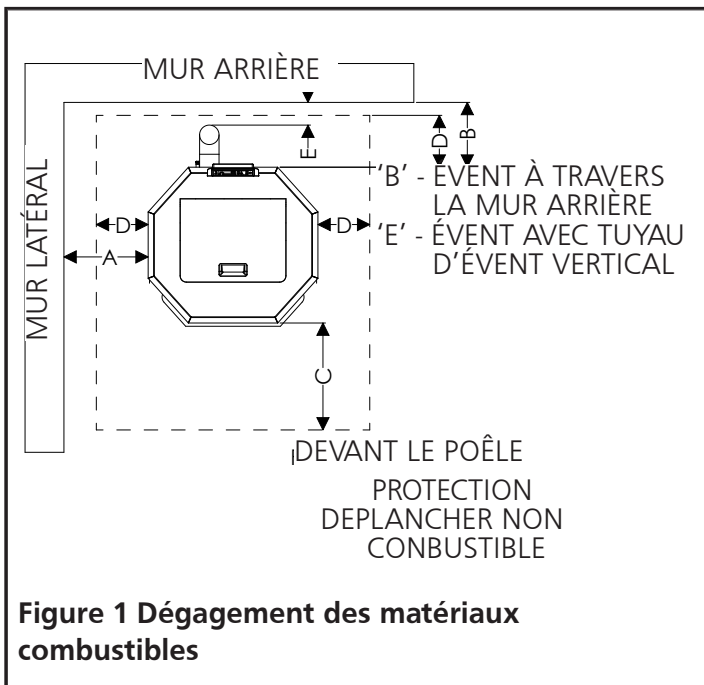 MUR ARRIÈRE
MUR LATÉRAL
E
D
B
'B' - ÉVENT À TRAVERS
LA MUR ARRIÈRE
'E' - ÉVENT AVEC TUYAU
D'ÉVENT VERTICAL
D
D
A
C
DEVANT LE POÊLE
PROTECTION
DEPLANCHER NON
CONBUSTIBLE
Figure 1 Dégagement des matériaux
combustibles